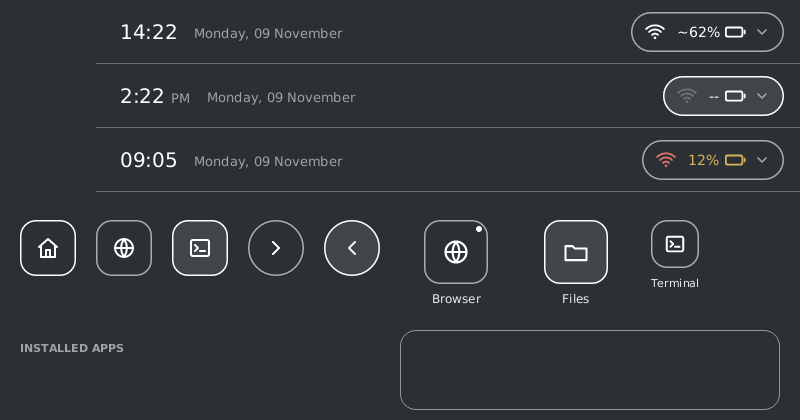 14:22 Monday, 09 November ~62%
2:22 PM Monday, 09 November --
09:05 Monday, 09 November 12%
Browser Files Terminal
INSTALLED APPS